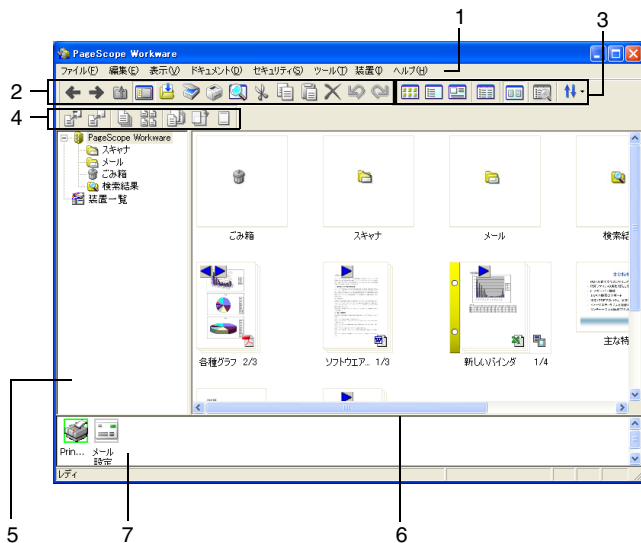 1
3
PageScope Workware
ファイル(F) 編集(E) 表示(V) ドキュメント(D) セキュリティ(S) ツール(T) 装置(I) ヘルプ(H)
2
4
PageScope Workware
スキャナ
メール
ごみ箱
検索結果
装置一覧
ごみ箱 スキャナ メール 検索結
各種グラフ 2/3 ソフトウエア... 1/3 新しいバインダ 1/4 主な特
Prin... メール
設定
レディ
5 7 6